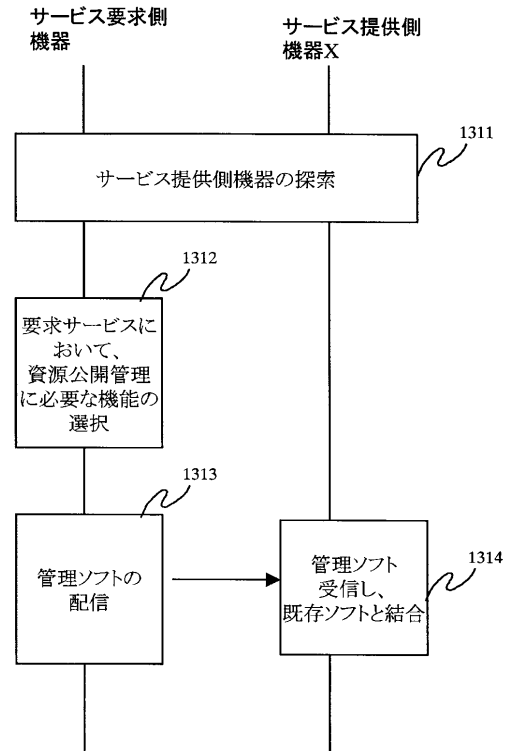 サービス要求側
機器
サービス提供側
機器X
1311
サービス提供側機器の探索
1312
要求サービスに
おいて、
資源公開管理
に必要な機能の
選択
1313
管理ソフトの
配信
1314
管理ソフト
受信し、
既存ソフトと結合